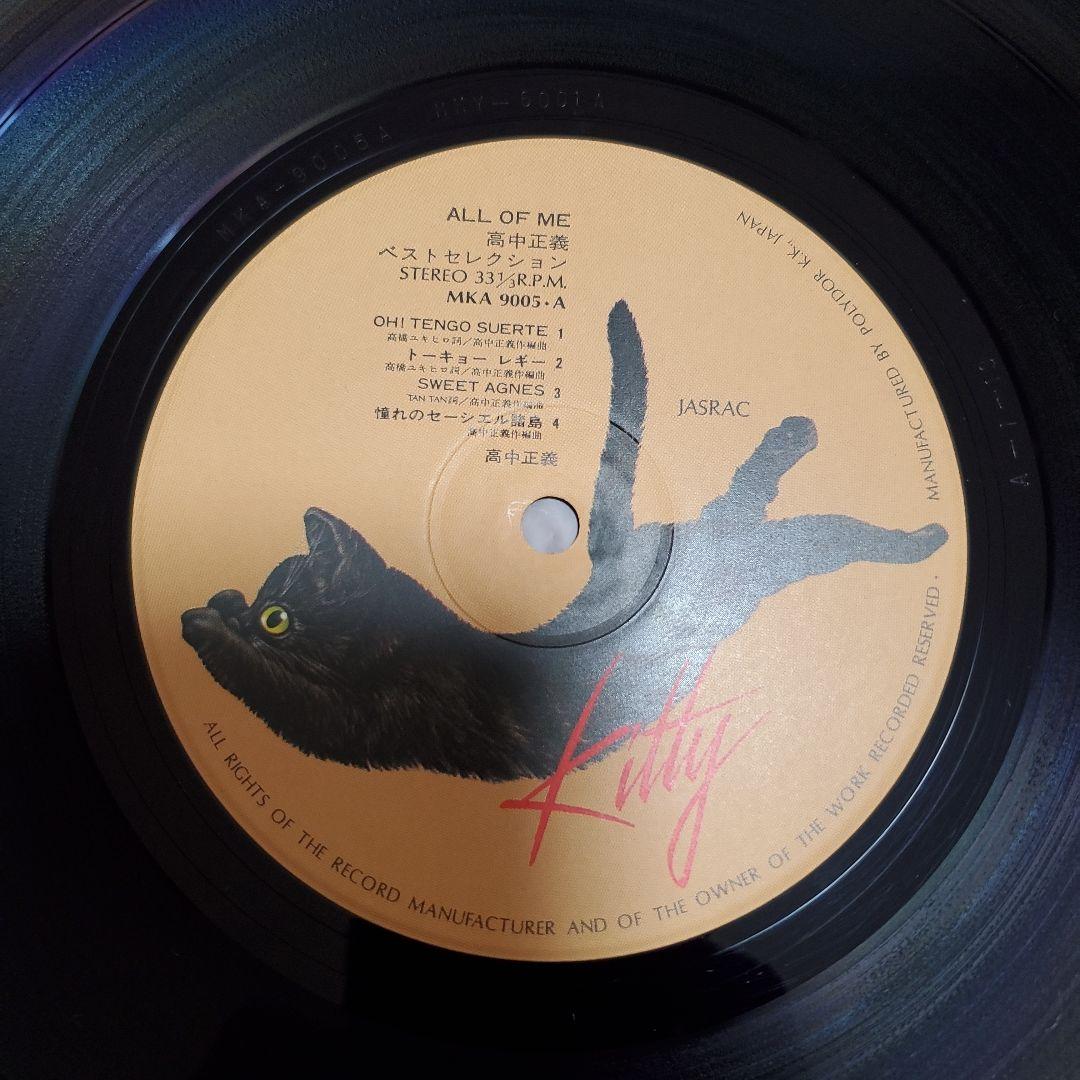 MKA-9005A
ALL OF ME
高中正義
ベストセレクション
STEREO 33 1/3 R.P.M.
MKA 9005・A
OH! TENGO SUERTE 1
高橋ユキヒロ詞/高中正義作編曲
トーキョー レギー 2
高橋ユキヒロ詞/高中正義作編曲
SWEET AGNES 3
TAN TAN詞/高中正義作編曲
憧れのセーシエル諸島 4
高中正義作編曲
高中正義
JASRAC
Kitty
ALL RIGHTS OF THE RECORD MANUFACTURER AND OF THE OWNER OF THE WORK RECORDED RESERVED.
MANUFACTURED BY POLYDOR K.K., JAPAN